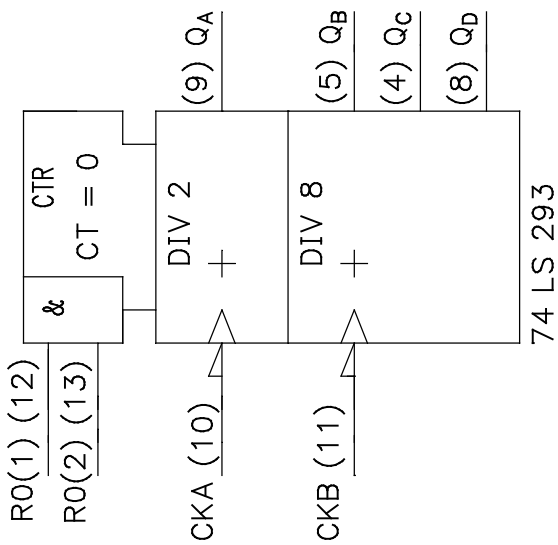 CTR
R0(1) (12)
&
CT = 0
R0(2) (13)
DIV 2
(9) QA
CKA (10)
+
DIV 8
(5) QB
CKB (11)
+
(4) QC
(8) QD
74 LS 293